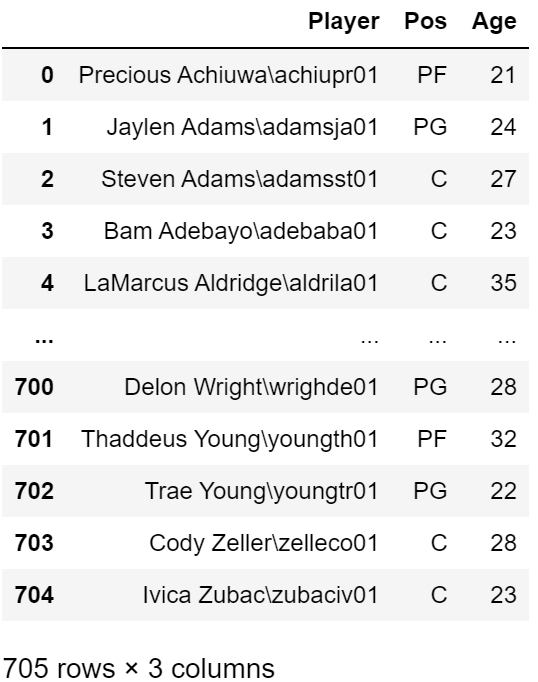 Player Pos Age
0 Precious Achiuwa\achiupr01 PF 21
1 Jaylen Adams\adamsja01 PG 24
2 Steven Adams\adamsst01 C 27
3 Bam Adebayo\adebaba01 C 23
4 LaMarcus Aldridge\aldrila01 C 35
... ... ... ...
700 Delon Wright\wrighde01 PG 28
701 Thaddeus Young\youngth01 PF 32
702 Trae Young\youngtr01 PG 22
703 Cody Zeller\zelleco01 C 28
704 Ivica Zubac\zubaciv01 C 23
705 rows × 3 columns